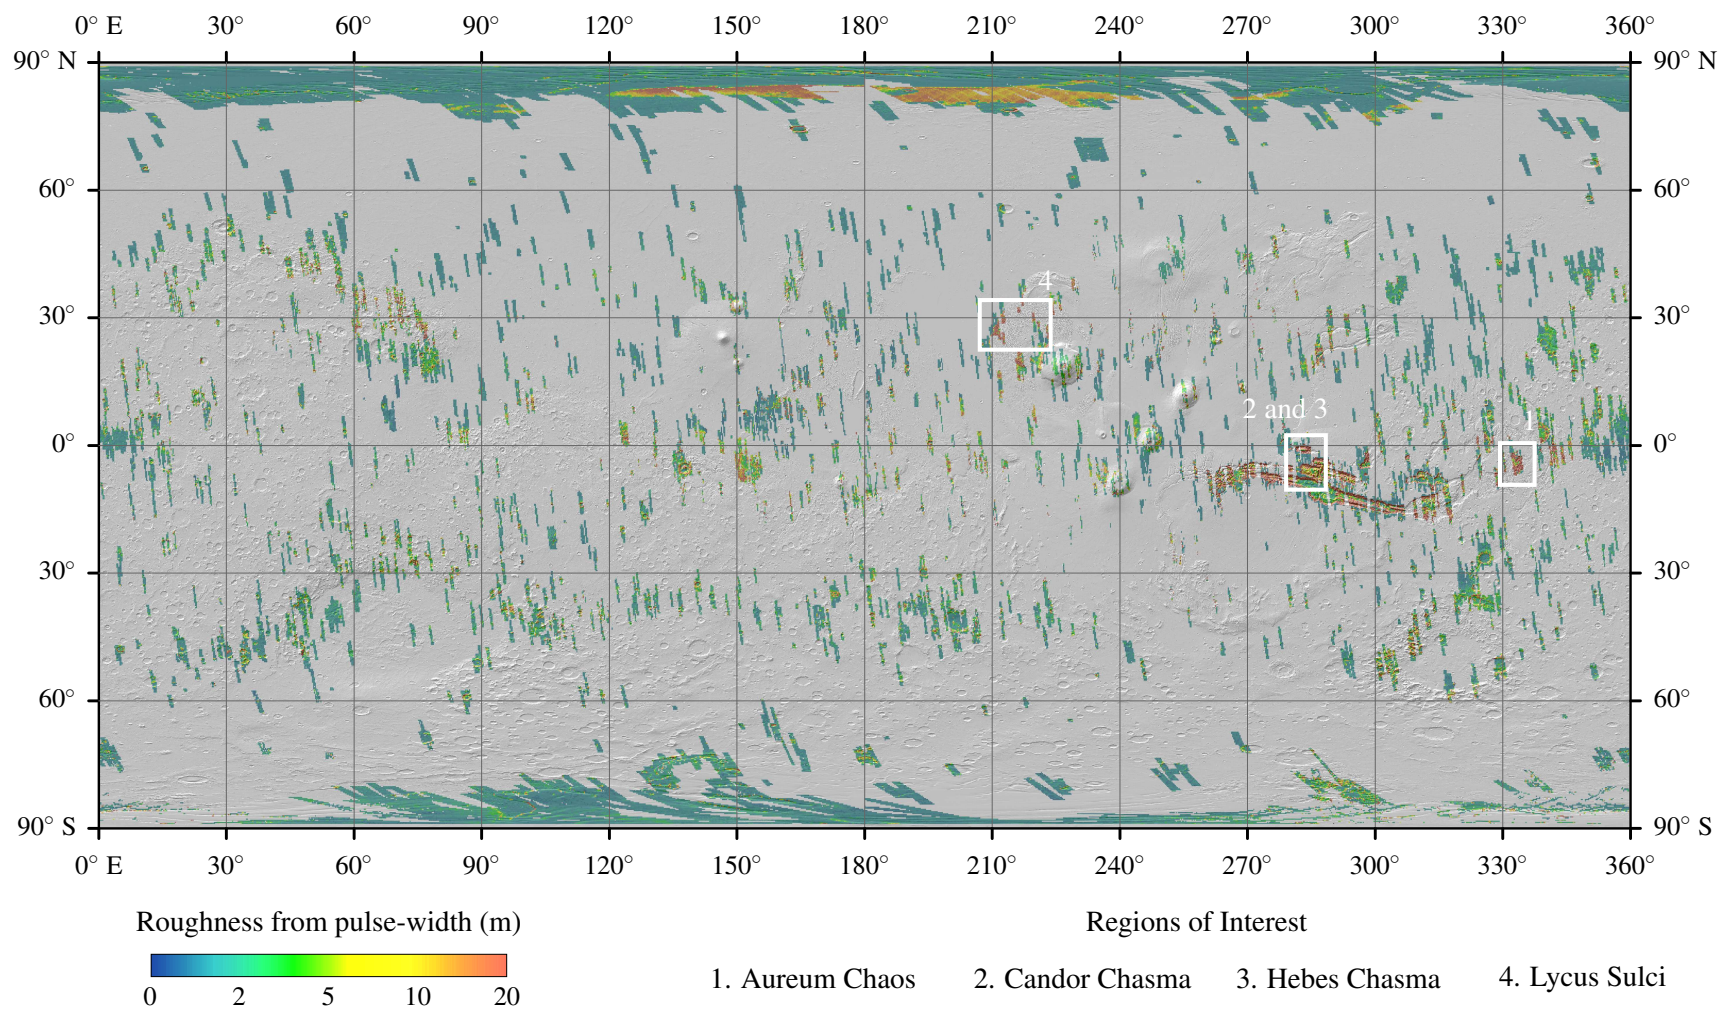 0° E 30° 60° 90° 120° 150° 180° 210° 240° 270° 300° 330° 360°
90° N 90° N
60° 60°
4
30° 30°
2 and 3
1
0° 0°
30° 30°
60° 60°
90° S 90° S
0° E 30° 60° 90° 120° 150° 180° 210° 240° 270° 300° 330° 360°
Roughness from pulse-width (m)
0 2 5 10 20
Regions of Interest
1. Aureum Chaos 2. Candor Chasma 3. Hebes Chasma 4. Lycus Sulci